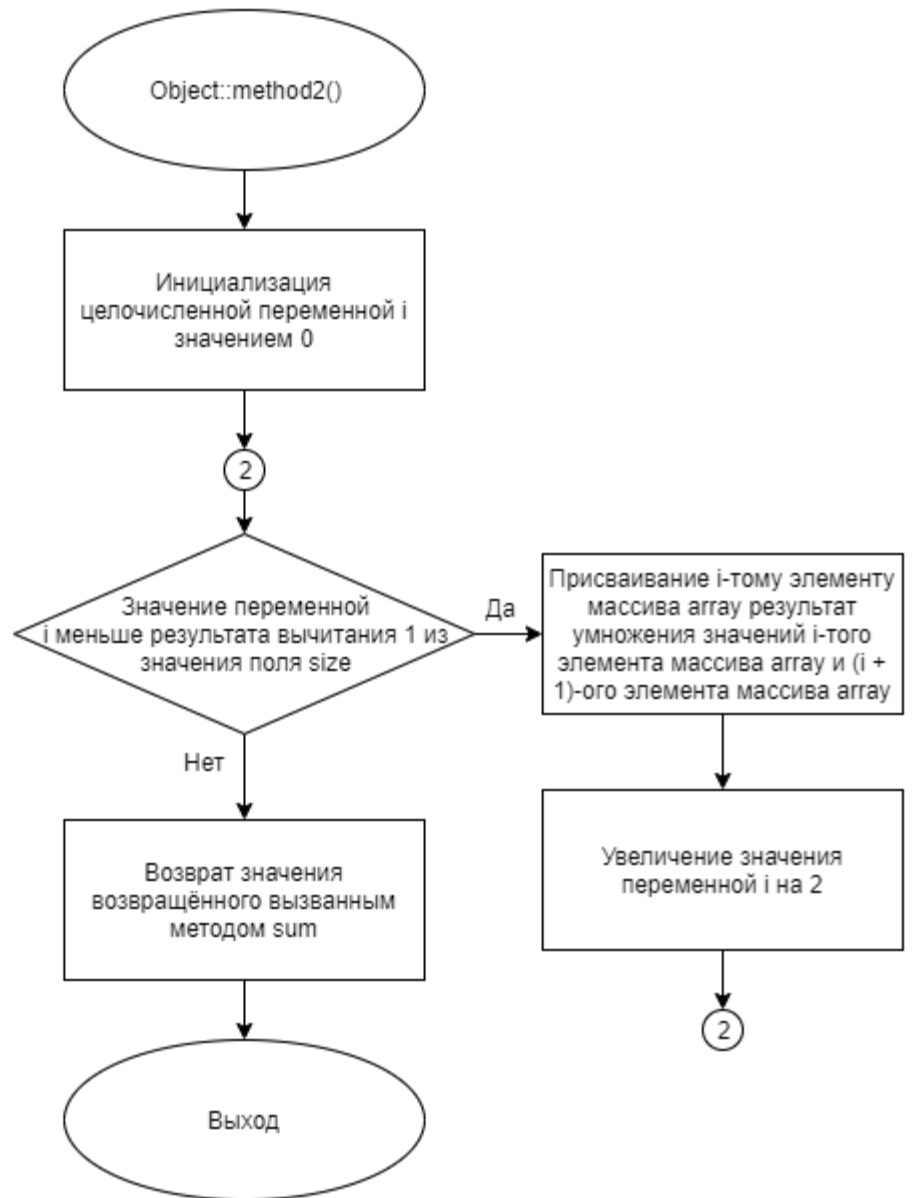 Object::method2()
Инициализация
целочисленной переменной i
значением 0
2
Значение переменной
i меньше результата вычитания 1 из
значения поля size
Да
Присваивание i-тому элементу
массива array результат
умножения значений i-того
элемента массива array и (i +
1)-ого элемента массива array
Нет
Увеличение значения
переменной i на 2
Возврат значения
возвращённого вызванным
методом sum
2
Выход